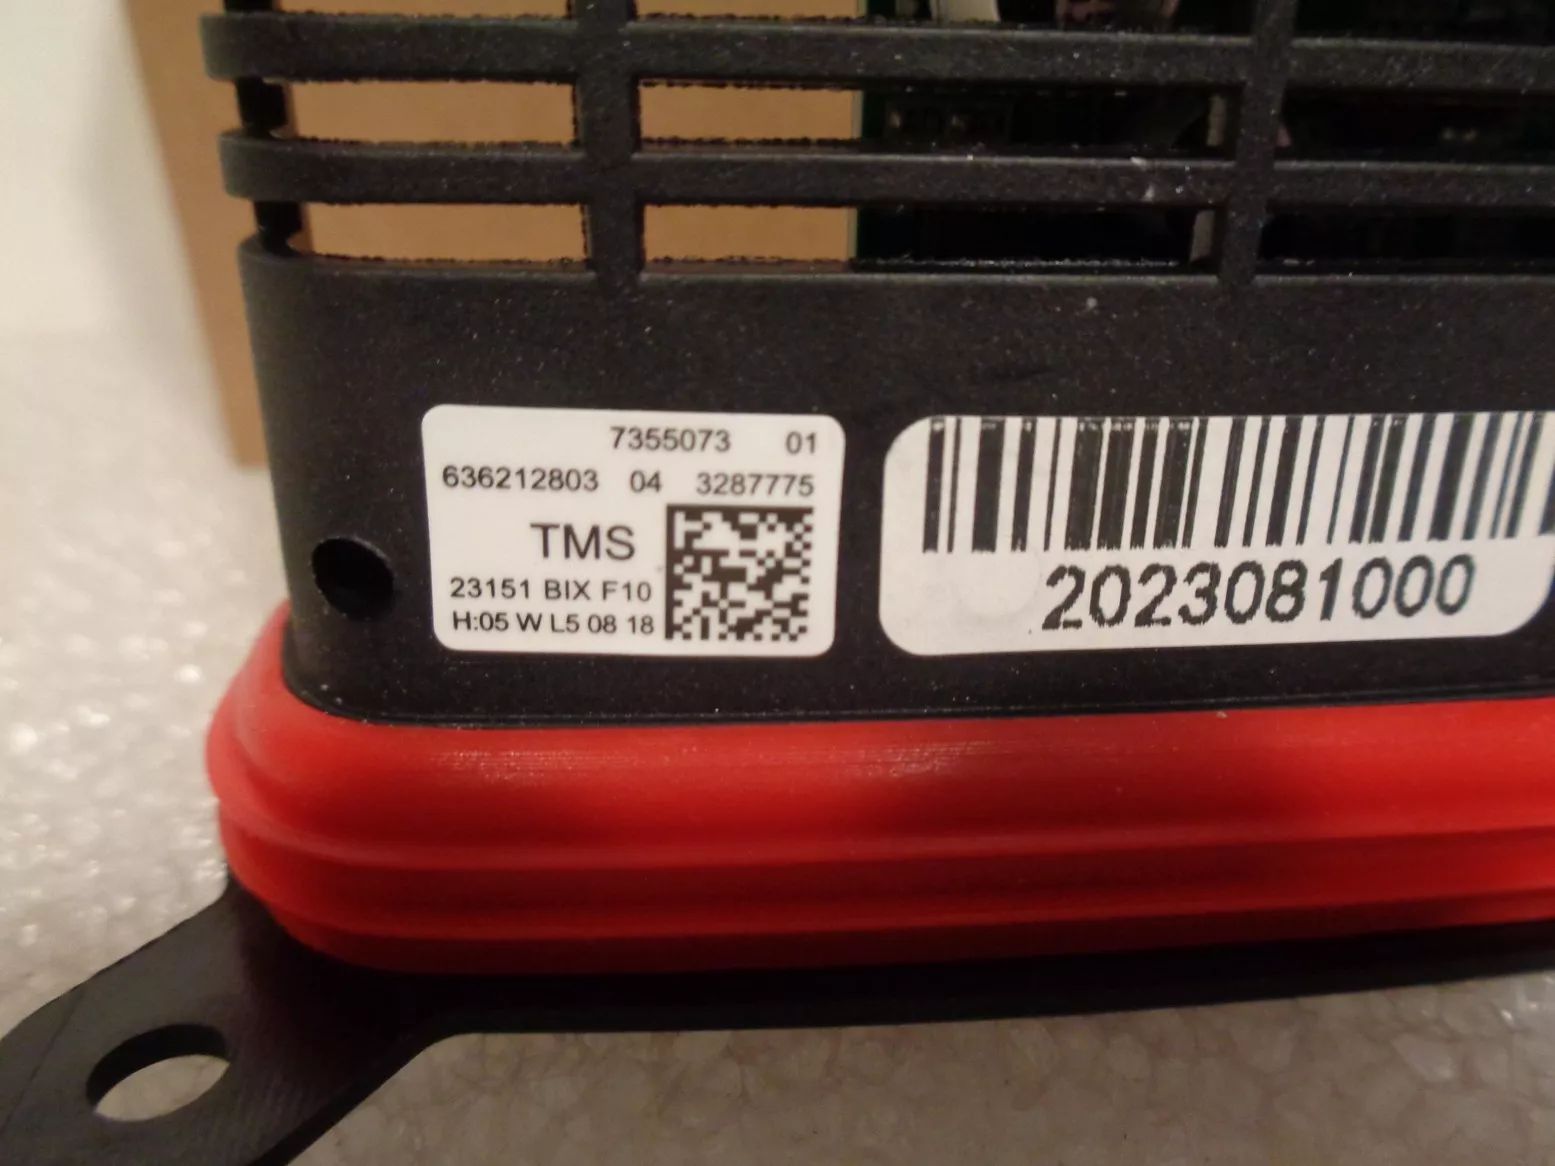 7355073 01
636212803 04 3287775
TMS
23151 BIX F10
H:05 W L5 08 18
2023081000